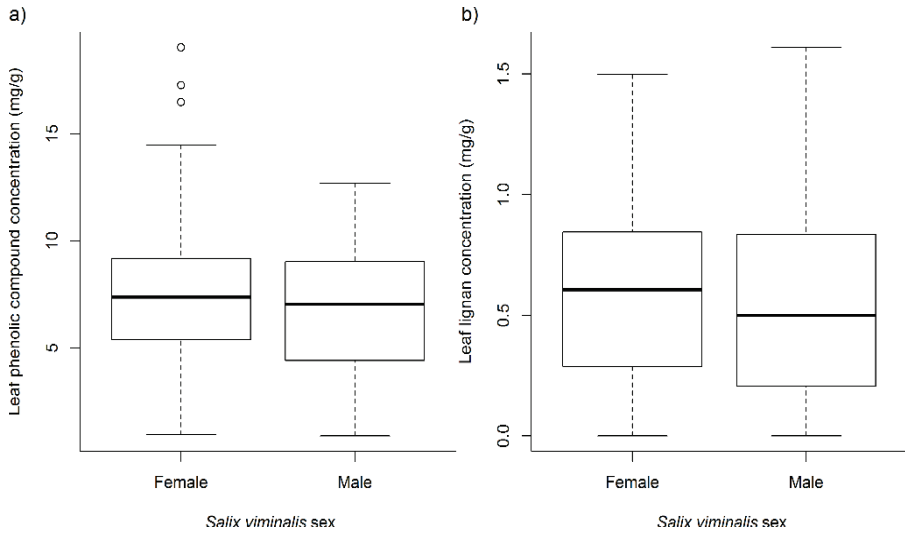 a)
Leaf phenolic compound concentration (mg/g)
15
10
5
Female
Male
Salix viminalis sex
b)
Leaf lignan concentration (mg/g)
1.5
1.0
0.5
0.0
Female
Male
Salix viminalis sex